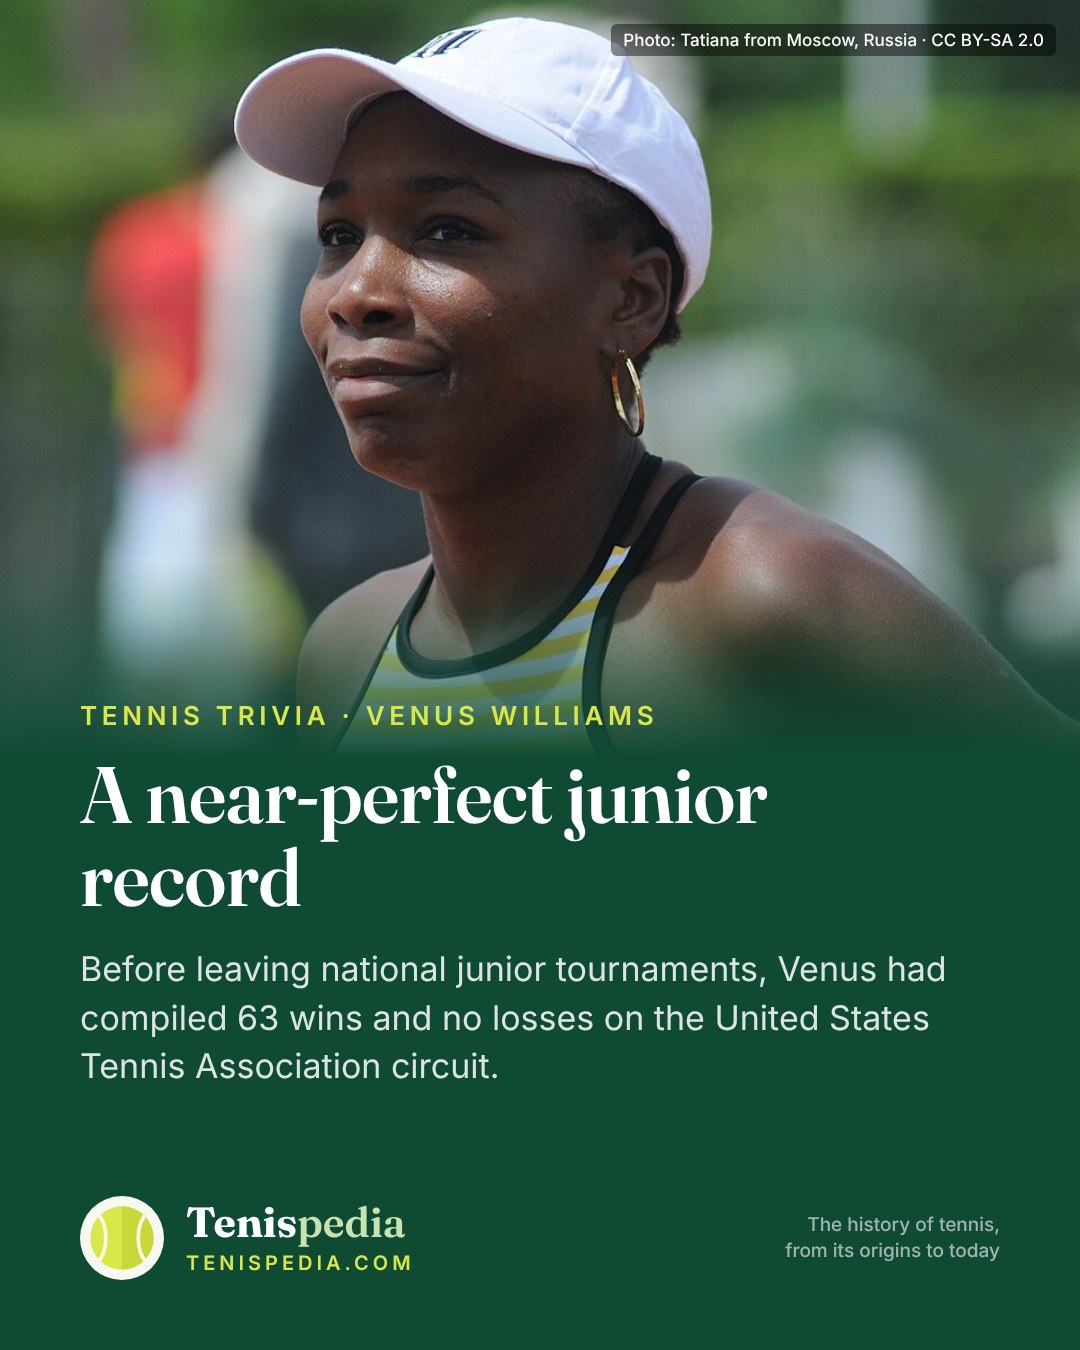 Photo: Tatiana from Moscow, Russia · CC BY-SA 2.0
TENNIS TRIVIA · VENUS WILLIAMS
A near-perfect junior
record
Before leaving national junior tournaments, Venus had
compiled 63 wins and no losses on the United States
Tennis Association circuit.
Tenispedia
TENISPEDIA.COM
The history of tennis,
from its origins to today